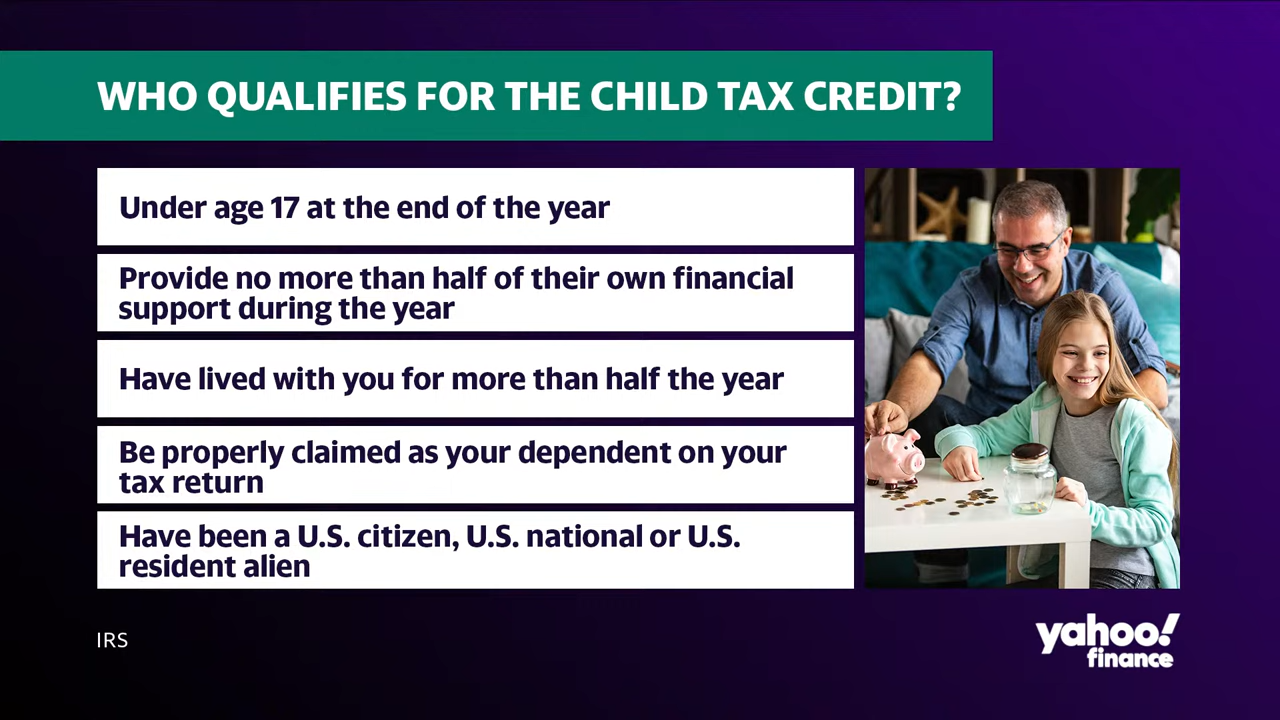 WHO QUALIFIES FOR THE CHILD TAX CREDIT?
Under age 17 at the end of the year
Provide no more than half of their own financial
support during the year
Have lived with you for more than half the year
Be properly claimed as your dependent on your
tax return
Have been a U.S. citizen, U.S. national or U.S.
resident alien
IRS
yahoo!
finance